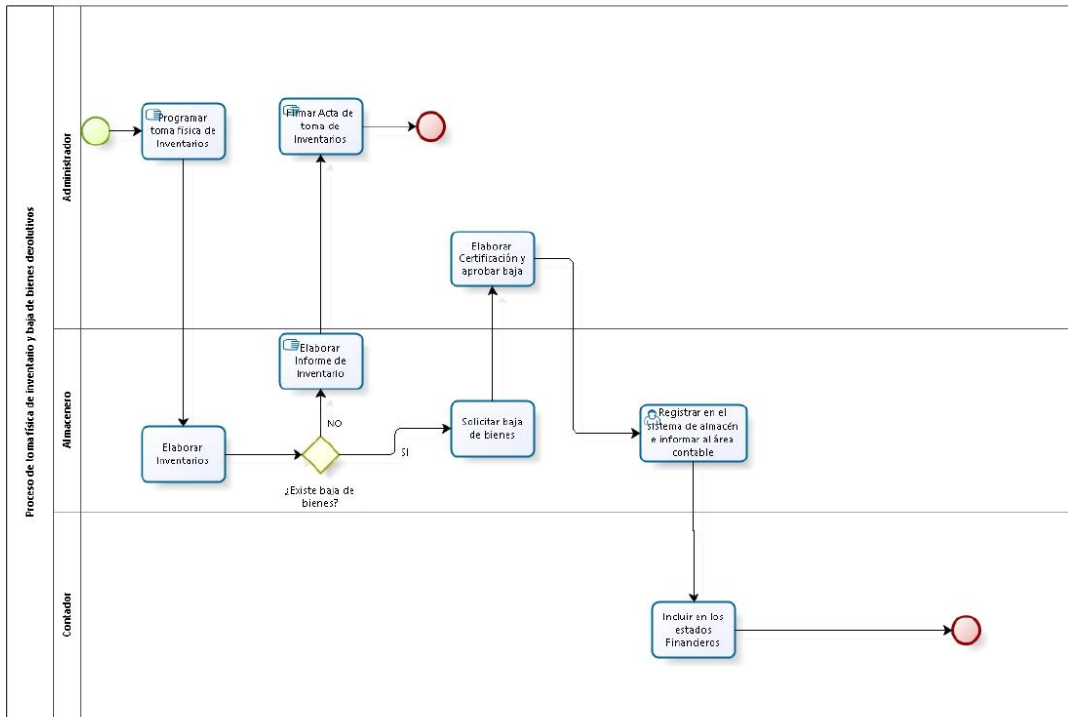 Proceso de toma física de inventario y baja de bienes derolutivos
Administrador
Programar
toma física de
Inventarios
Firmar Acta de
toma de
Inventarios
Elaborar
Certificación y
aprobar baja
Almacenero
Elaborar
Informe de
Inventario
NO
Elaborar
Inventarios
¿Existe baja de
bienes?
SI
Solicitar baja
de bienes
Registrar en el
sistema de almacén
e informar al área
contable
Contador
Incluir en los
estados
Financieros